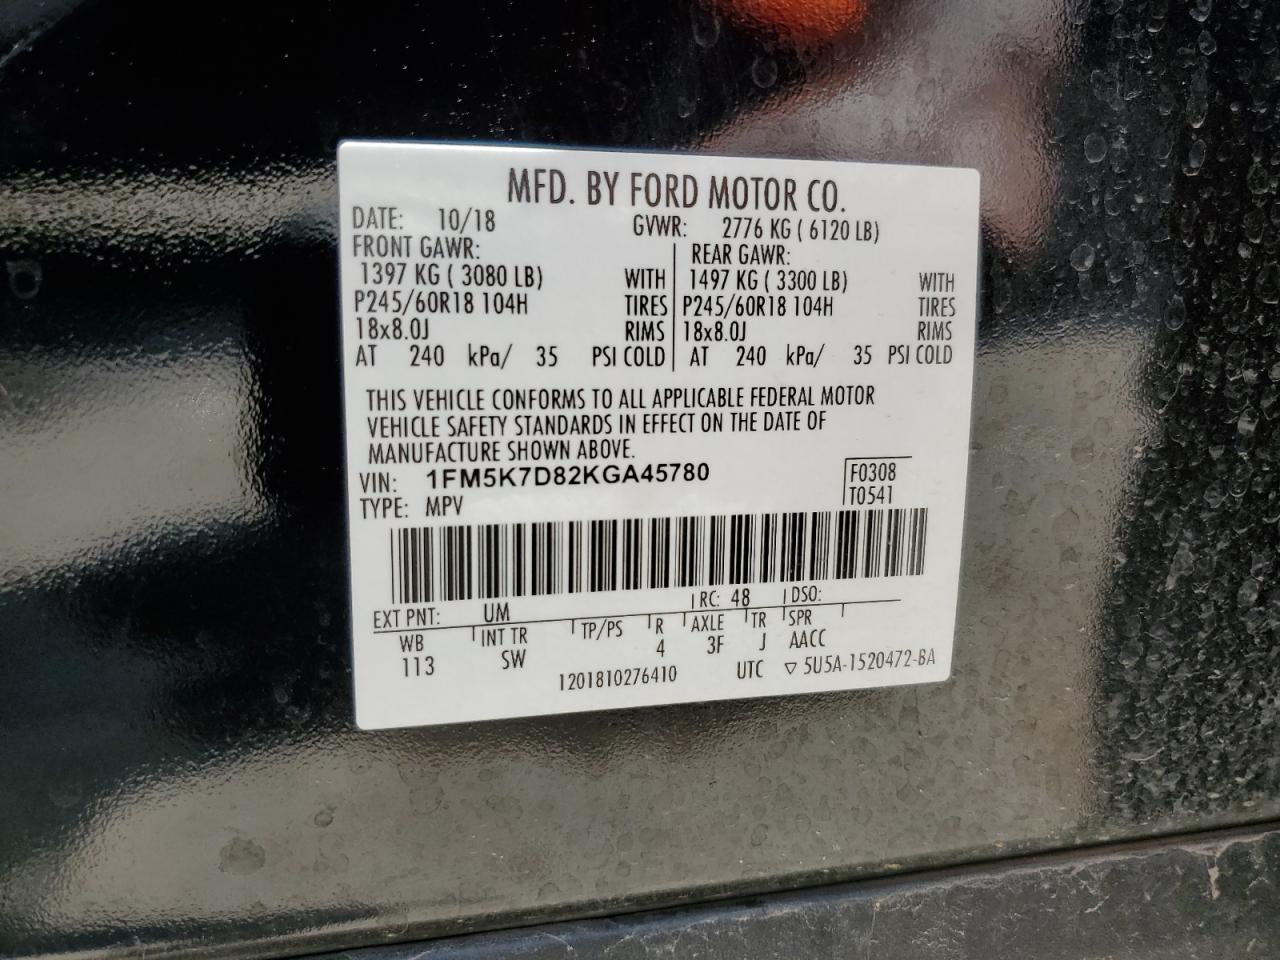 MFD. BY FORD MOTOR CO.
DATE: 10/18 GVWR: 2776 KG ( 6120 LB)
FRONT GAWR: REAR GAWR:
1397 KG ( 3080 LB) WITH 1497 KG ( 3300 LB) WITH
P245/60R18 104H TIRES P245/60R18 104H TIRES
18x8.0J RIMS 18x8.0J RIMS
AT 240 kPa/ 35 PSI COLD AT 240 kPa/ 35 PSI COLD
THIS VEHICLE CONFORMS TO ALL APPLICABLE FEDERAL MOTOR
VEHICLE SAFETY STANDARDS IN EFFECT ON THE DATE OF
MANUFACTURE SHOWN ABOVE.
VIN: 1FM5K7D82KGA45780 F0308
TYPE: MPV T0541
EXT PNT: UM RC: 48 DSO:
WB INT TR TP/PS R AXLE TR SPR
113 SW 4 3F J AACC
1201810276410 UTC ▽ 5U5A-1520472-BA